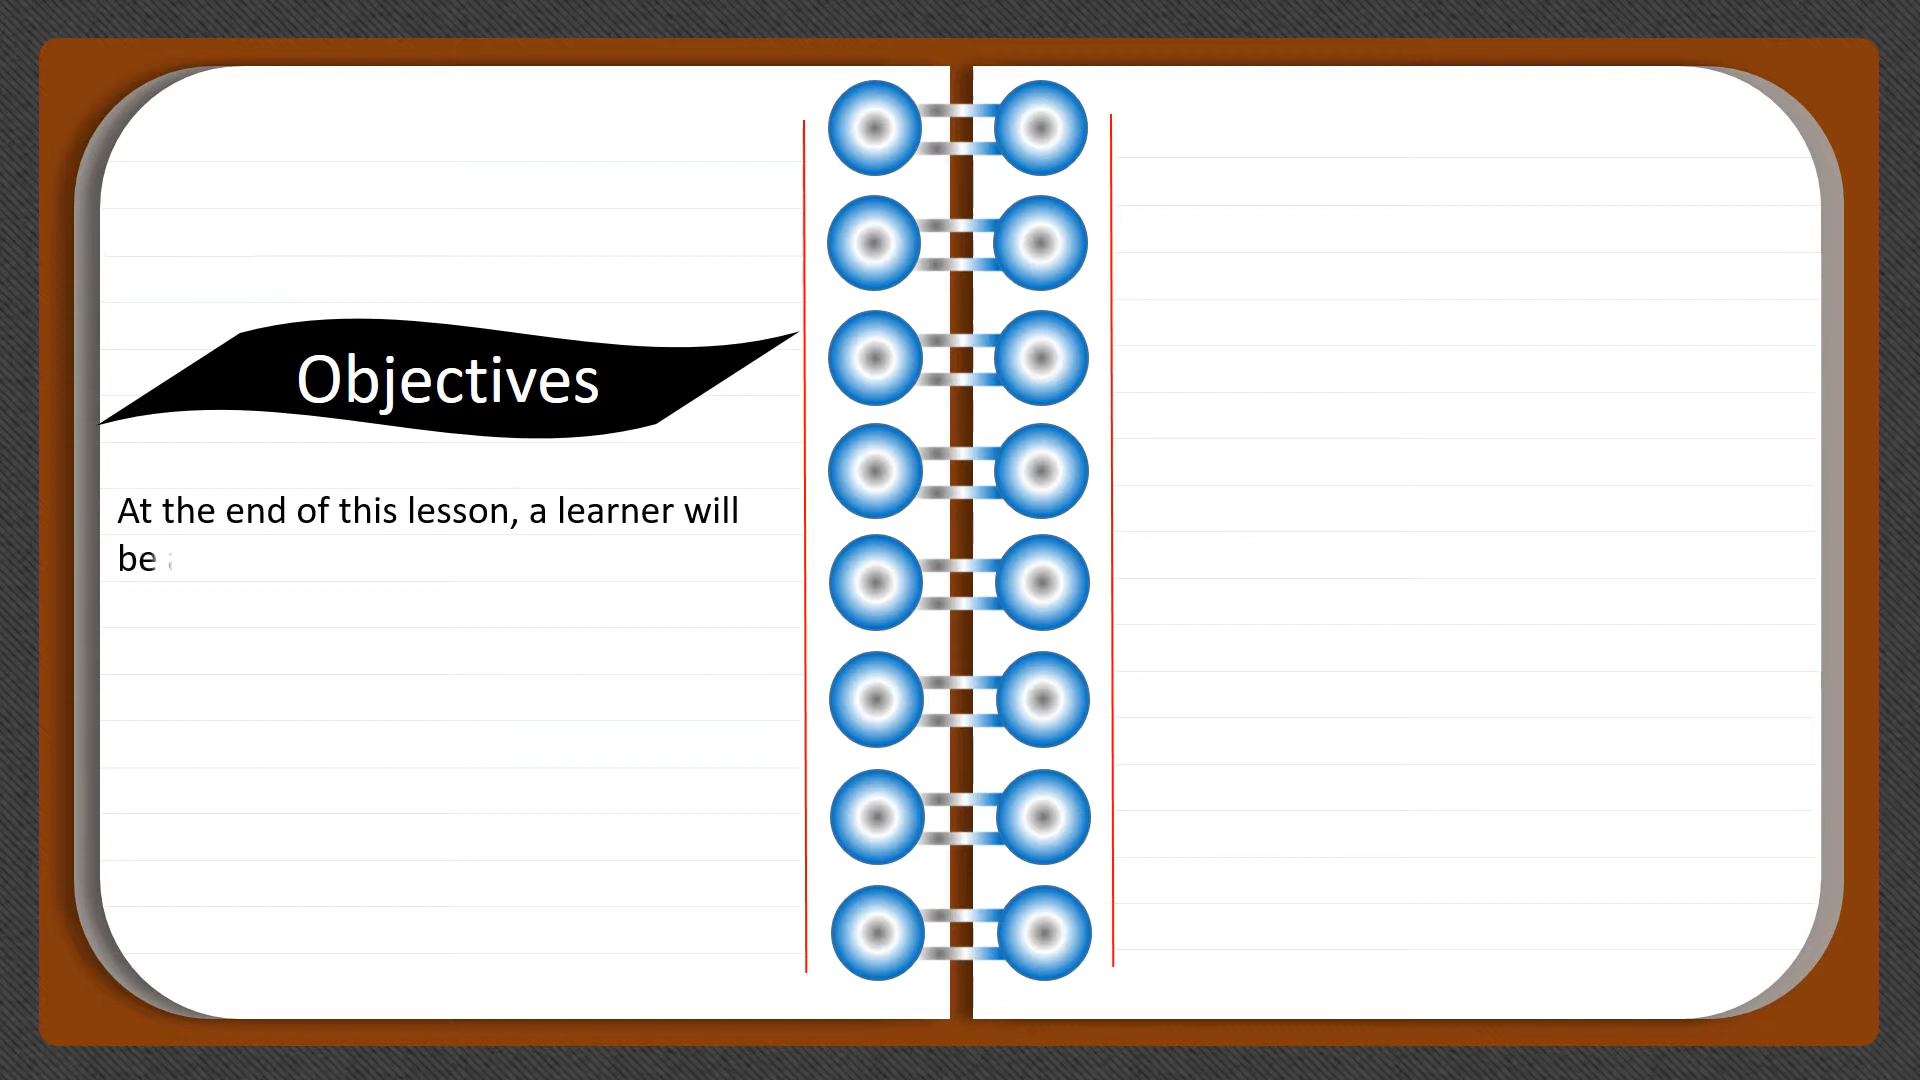 Objectives
At the end of this lesson, a learner will
be